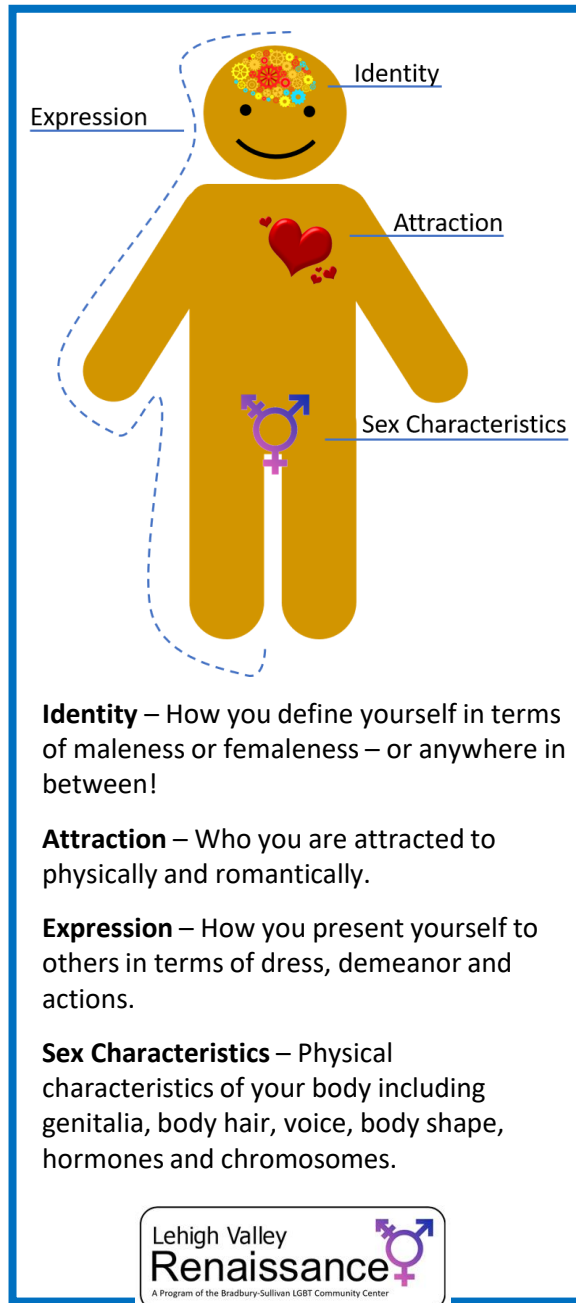 Identity
Expression
Attraction
Sex Characteristics
Identity – How you define yourself in terms
of maleness or femaleness – or anywhere in
between!
Attraction – Who you are attracted to
physically and romantically.
Expression – How you present yourself to
others in terms of dress, demeanor and
actions.
Sex Characteristics – Physical
characteristics of your body including
genitalia, body hair, voice, body shape,
hormones and chromosomes.
Lehigh Valley
Renaissance
A Program of the Bradbury-Sullivan LGBT Community Center